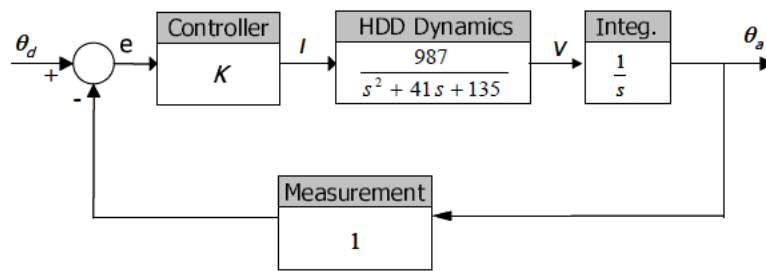 θd
+
-
e
Controller
K
I
HDD Dynamics
987
s² + 41s + 135
V
Integ.
1
s
θa
Measurement
1